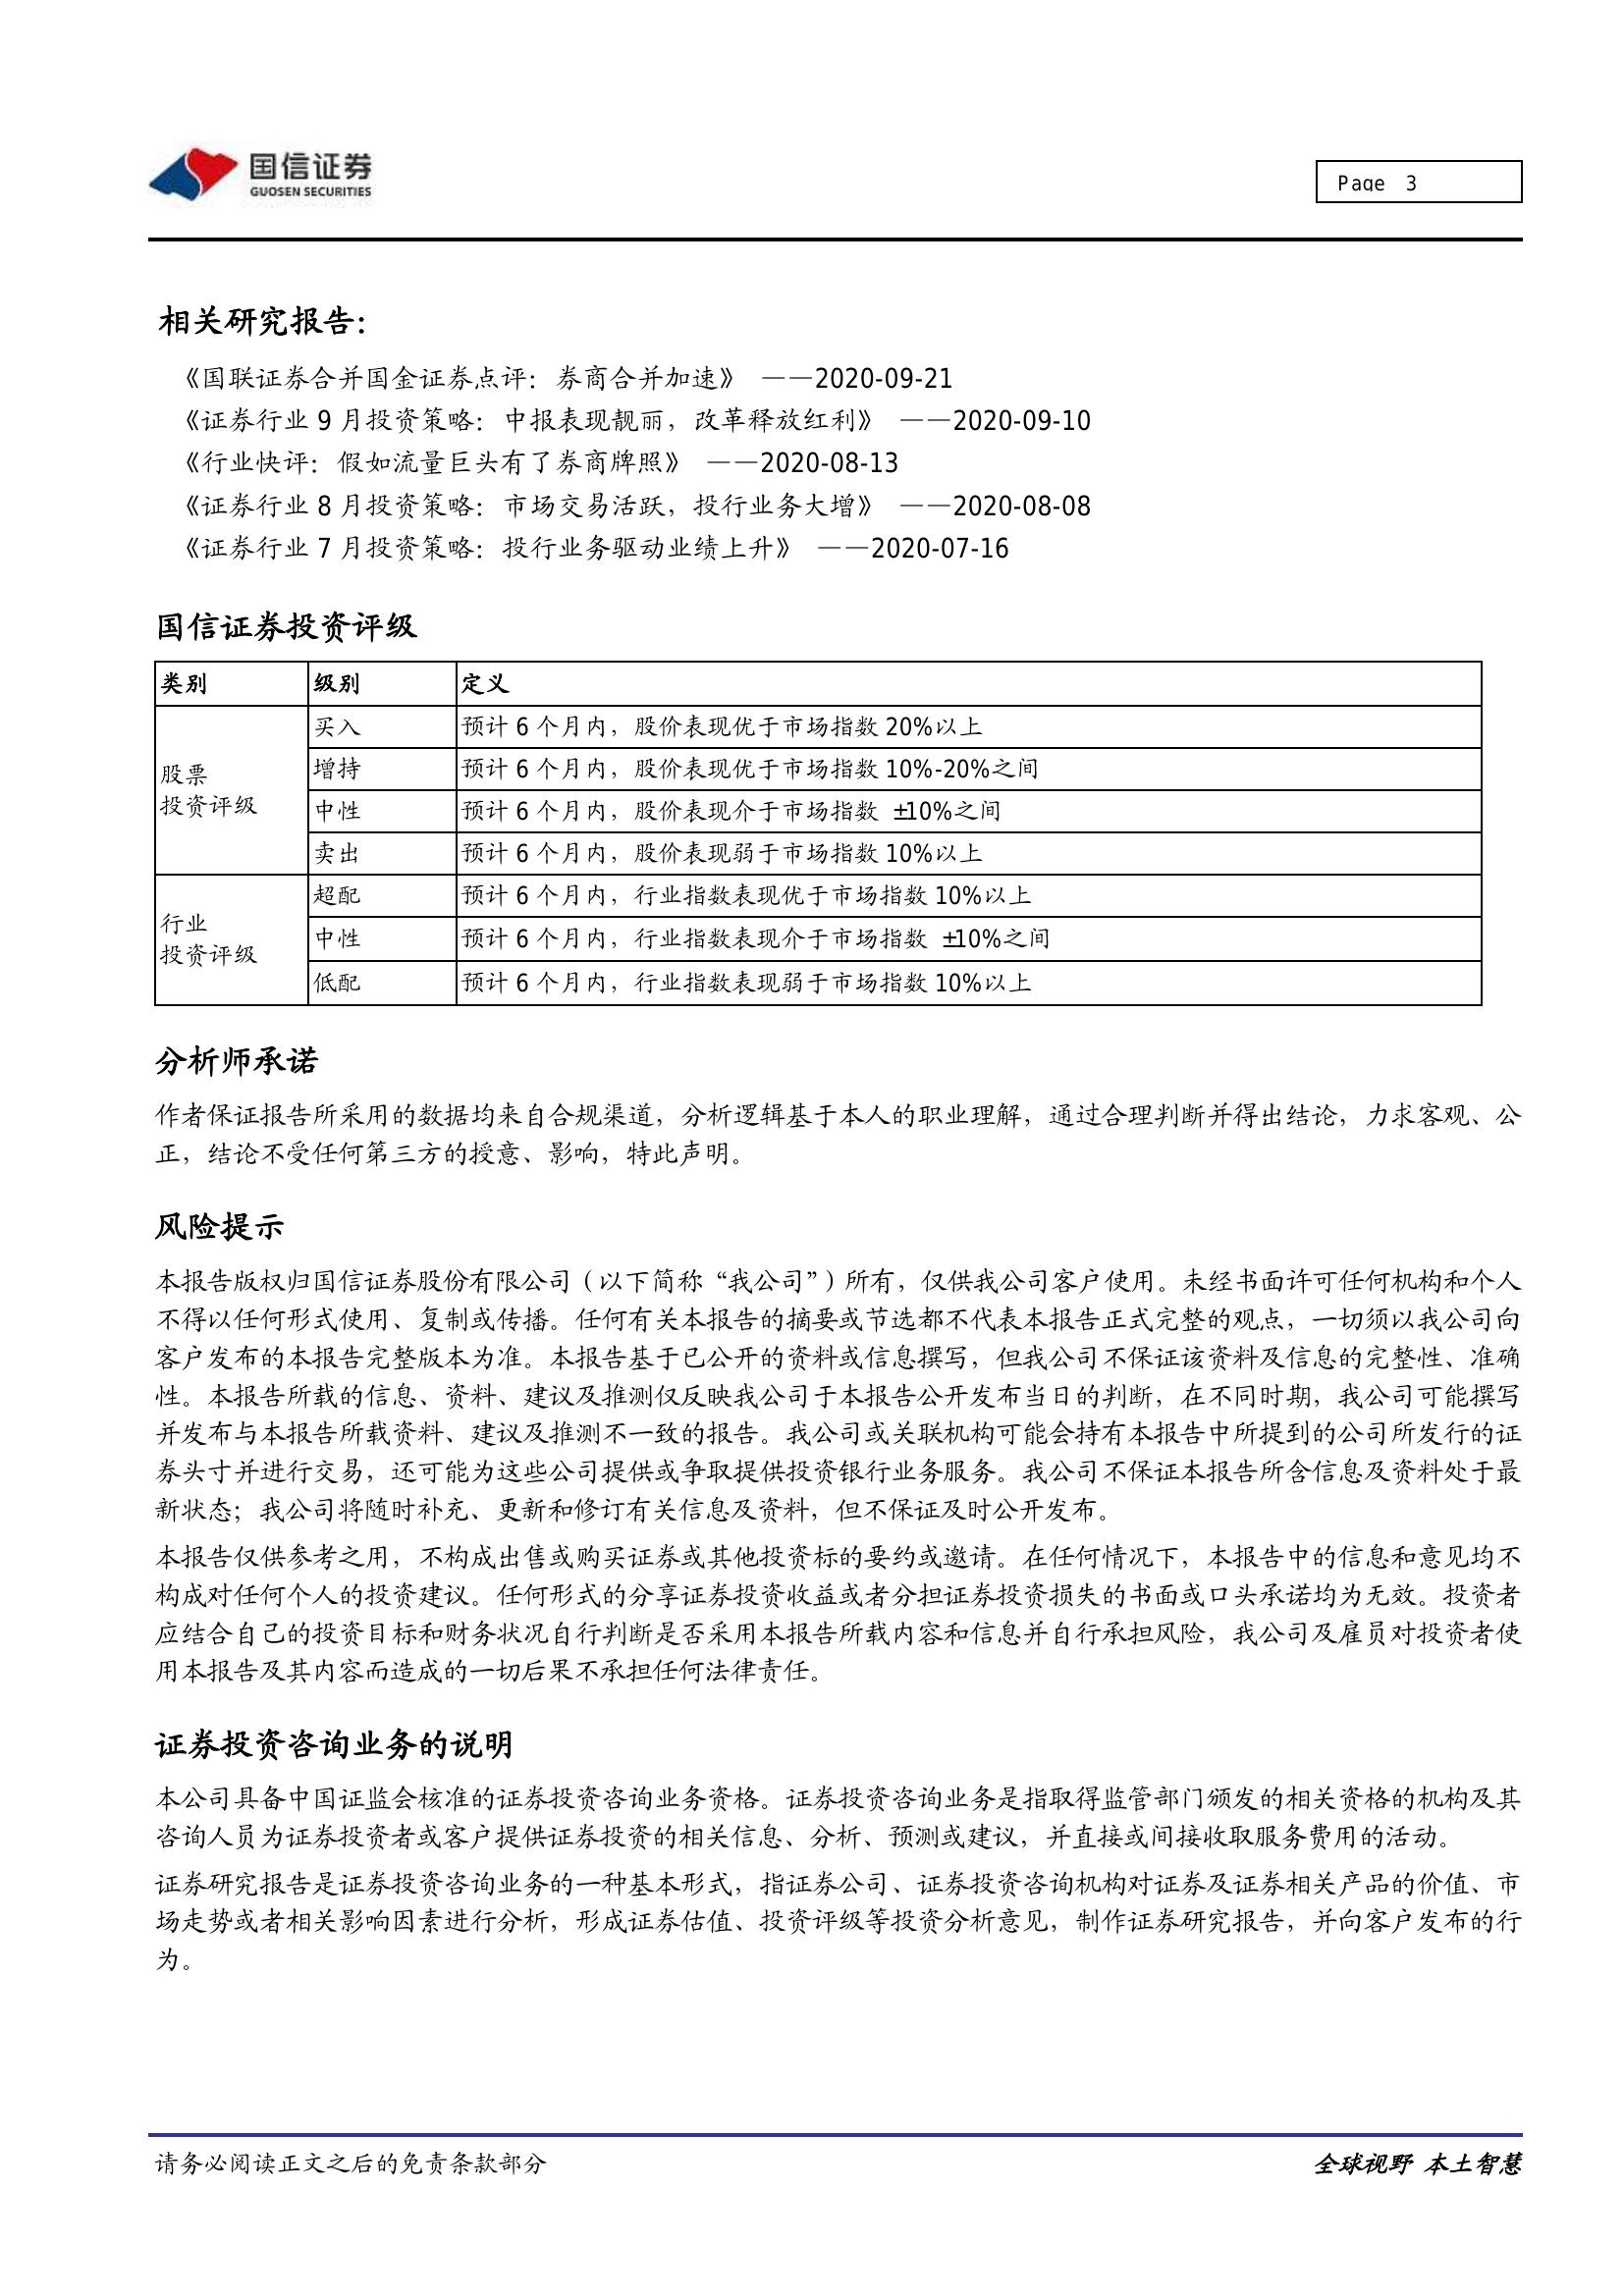 国信证券
GUOSEN SECURITIES
Page 3
相关研究报告：
《国联证券合并国金证券点评：券商合并加速》 ——2020-09-21
《证券行业 9 月投资策略：中报表现靓丽，改革释放红利》 ——2020-09-10
《行业快评：假如流量巨头有了券商牌照》 ——2020-08-13
《证券行业 8 月投资策略：市场交易活跃，投行业务大增》 ——2020-08-08
《证券行业 7 月投资策略：投行业务驱动业绩上升》 ——2020-07-16
国信证券投资评级
类别 级别 定义
股票
投资评级
买入 预计 6 个月内，股价表现优于市场指数 20%以上
增持 预计 6 个月内，股价表现优于市场指数 10%-20%之间
中性 预计 6 个月内，股价表现介于市场指数 ±10%之间
卖出 预计 6 个月内，股价表现弱于市场指数 10%以上
行业
投资评级
超配 预计 6 个月内，行业指数表现优于市场指数 10%以上
中性 预计 6 个月内，行业指数表现介于市场指数 ±10%之间
低配 预计 6 个月内，行业指数表现弱于市场指数 10%以上
分析师承诺
作者保证报告所采用的数据均来自合规渠道，分析逻辑基于本人的职业理解，通过合理判断并得出结论，力求客观、公
正，结论不受任何第三方的授意、影响，特此声明。
风险提示
本报告版权归国信证券股份有限公司（以下简称“我公司”）所有，仅供我公司客户使用。未经书面许可任何机构和个人
不得以任何形式使用、复制或传播。任何有关本报告的摘要或节选都不代表本报告正式完整的观点，一切须以我公司向
客户发布的本报告完整版本为准。本报告基于已公开的资料或信息撰写，但我公司不保证该资料及信息的完整性、准确
性。本报告所载的信息、资料、建议及推测仅反映我公司于本报告公开发布当日的判断，在不同时期，我公司可能撰写
并发布与本报告所载资料、建议及推测不一致的报告。我公司或关联机构可能会持有本报告中所提到的公司所发行的证
券头寸并进行交易，还可能为这些公司提供或争取提供投资银行业务服务。我公司不保证本报告所含信息及资料处于最
新状态；我公司将随时补充、更新和修订有关信息及资料，但不保证及时公开发布。
本报告仅供参考之用，不构成出售或购买证券或其他投资标的要约或邀请。在任何情况下，本报告中的信息和意见均不
构成对任何个人的投资建议。任何形式的分享证券投资收益或者分担证券投资损失的书面或口头承诺均为无效。投资者
应结合自己的投资目标和财务状况自行判断是否采用本报告所载内容和信息并自行承担风险，我公司及雇员对投资者使
用本报告及其内容而造成的一切后果不承担任何法律责任。
证券投资咨询业务的说明
本公司具备中国证监会核准的证券投资咨询业务资格。证券投资咨询业务是指取得监管部门颁发的相关资格的机构及其
咨询人员为证券投资者或客户提供证券投资的相关信息、分析、预测或建议，并直接或间接收取服务费用的活动。
证券研究报告是证券投资咨询业务的一种基本形式，指证券公司、证券投资咨询机构对证券及证券相关产品的价值、市
场走势或者相关影响因素进行分析，形成证券估值、投资评级等投资分析意见，制作证券研究报告，并向客户发布的行
为。
请务必阅读正文之后的免责条款部分
全球视野 本土智慧